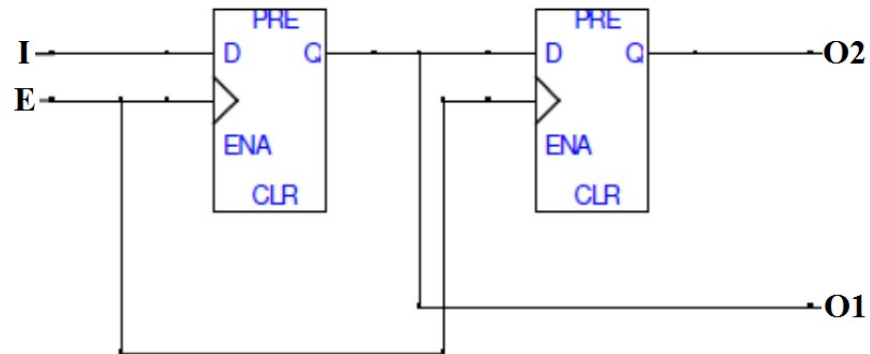 PRE PRE
I D Q D Q O2
E
ENA ENA
CLR CLR
O1